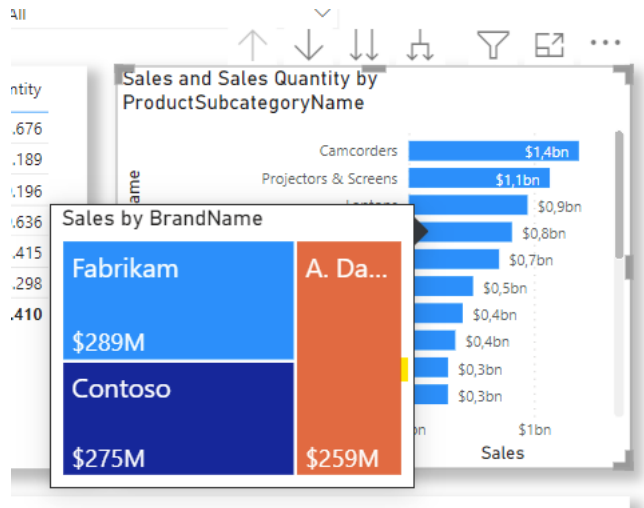 All
Sales and Sales Quantity by
ProductSubcategoryName
ntity
.676
.189
.196
.636
.415
.298
.410
Camcorders
$1,4bn
Projectors & Screens
$1,1bn
$0,9bn
$0,8bn
$0,7bn
$0,5bn
$0,4bn
$0,4bn
$0,3bn
$0,3bn
$1bn
Sales
Sales by BrandName
Fabrikam
$289M
Contoso
$275M
A. Da...
$259M